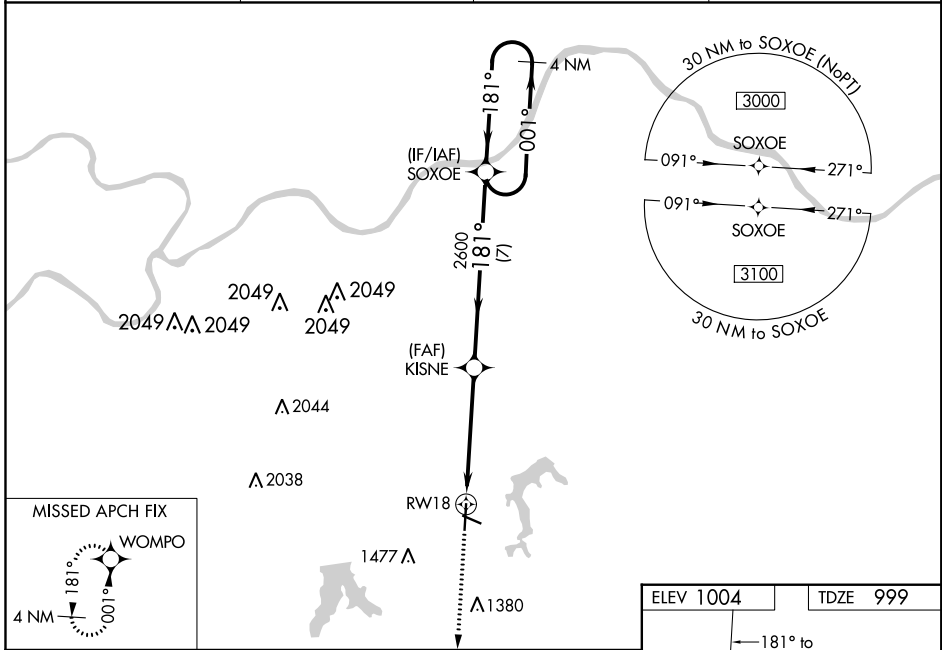 30 NM to SOXOE (NoPT)
3000
SOXOE
091°
271°
091°
271°
SOXOE
3100
30 NM to SOXOE
4 NM
181°
001°
(IF/IAF)
SOXOE
2600
181°
(7)
2049
2049
2049
2049
2049
(FAF)
KISNE
2044
2038
RW18
1477
1380
MISSED APCH FIX
WOMPO
181°
001°
4 NM
ELEV 1004
TDZE 999
181° to